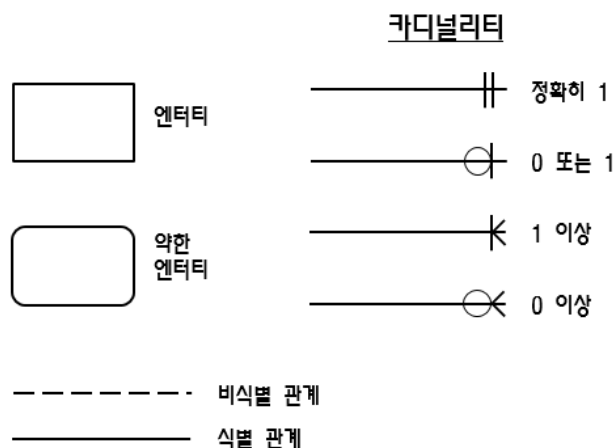 카디널리티
엔터티
정확히 1
0 또는 1
약한
엔터티
1 이상
0 이상
비식별 관계
식별 관계